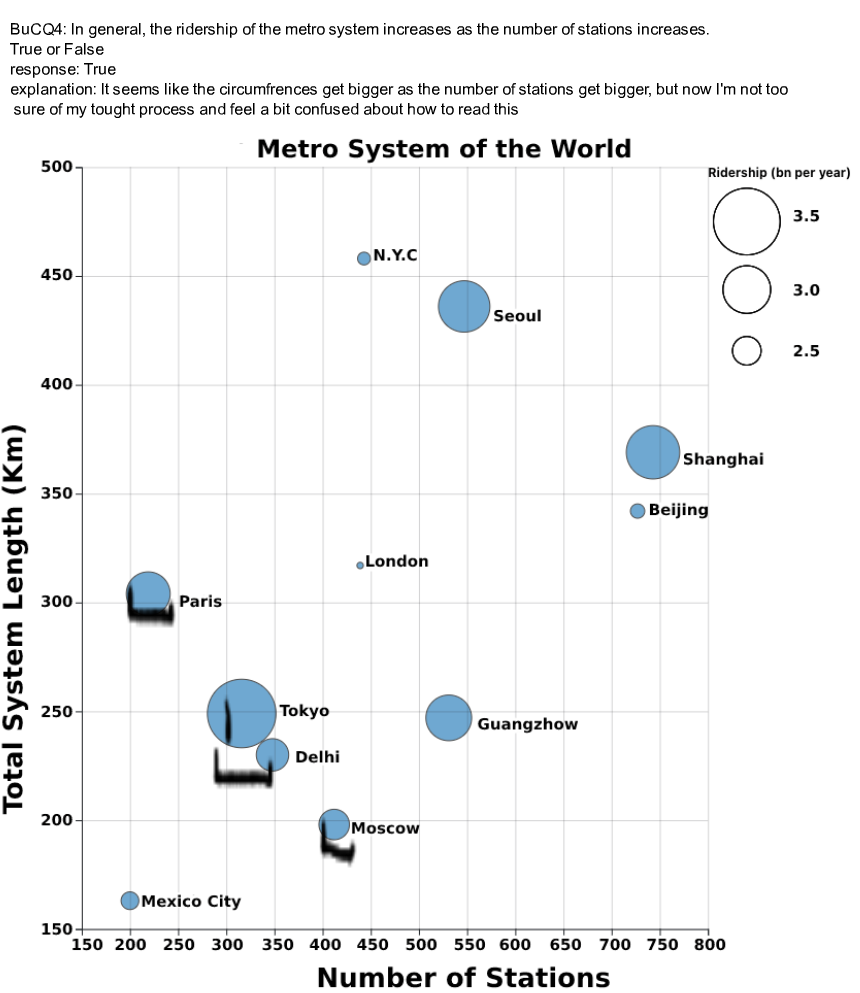 BuCQ4: In general, the ridership of the metro system increases as the number of stations increases.
True or False
response: True
explanation: It seems like the circumfrences get bigger as the number of stations get bigger, but now I'm not too
sure of my tought process and feel a bit confused about how to read this
Metro System of the World
Ridership (bn per year)
3.5
3.0
2.5
500
450
400
350
300
250
200
150
Total System Length (Km)
N.Y.C
Seoul
Shanghai
Beijing
London
Paris
Tokyo
Guangzhow
Delhi
Moscow
Mexico City
150 200 250 300 350 400 450 500 550 600 650 700 750 800
Number of Stations